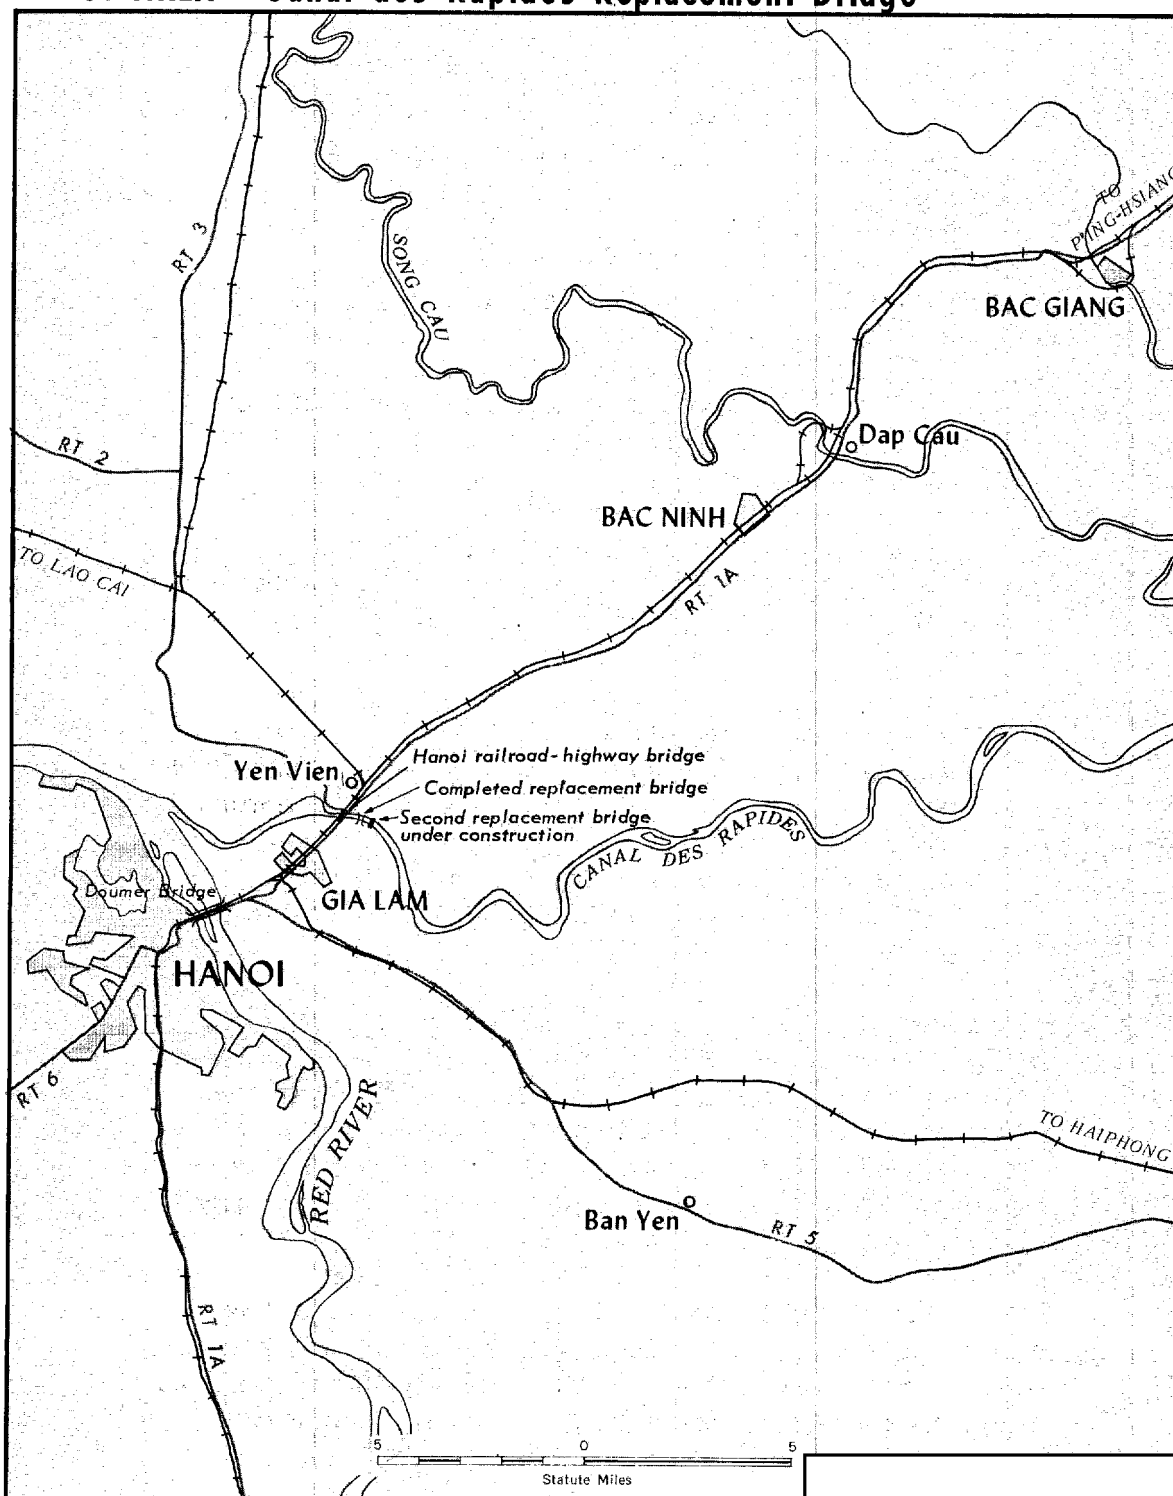 Canal des Rapides Replacement Bridge
TO
P'ING-HSIANG
RT 3
SONG CAU
BAC GIANG
RT 2
Dap Cau
BAC NINH
TO LAO CAI
RT 1A
Hanoi railroad-highway bridge
Yen Vien
Completed replacement bridge
Second replacement bridge
under construction
CANAL DES RAPIDES
Doumer Bridge
GIA LAM
HANOI
RT 6
RED RIVER
TO HAIPHONG
Ban Yen
RT 5
RT 1A
5 0 5
Statute Miles